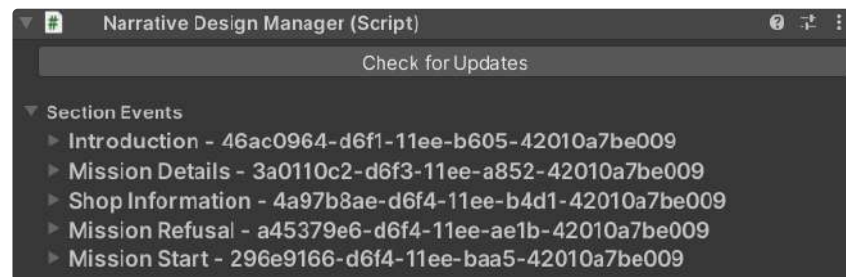 # Narrative Design Manager (Script)
Check for Updates
Section Events
Introduction - 46ac0964-d6f1-11ee-b605-42010a7be009
Mission Details - 3a0110c2-d6f3-11ee-a852-42010a7be009
Shop Information - 4a97b8ae-d6f4-11ee-b4d1-42010a7be009
Mission Refusal - a45379e6-d6f4-11ee-ae1b-42010a7be009
Mission Start - 296e9166-d6f4-11ee-baa5-42010a7be009